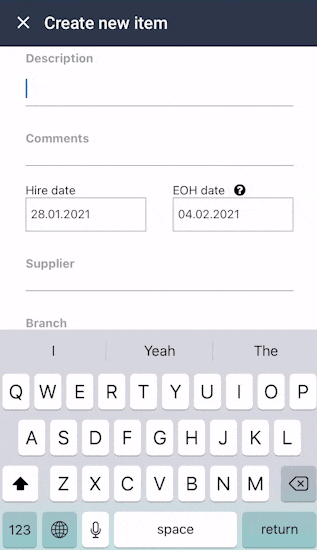 Create new item
Description
Comments
Hire date EOH date ?
28.01.2021 04.02.2021
Supplier
Branch
I Yeah The
Q W E R T Y U I O P
A S D F G H J K L
Z X C V B N M
123 space return